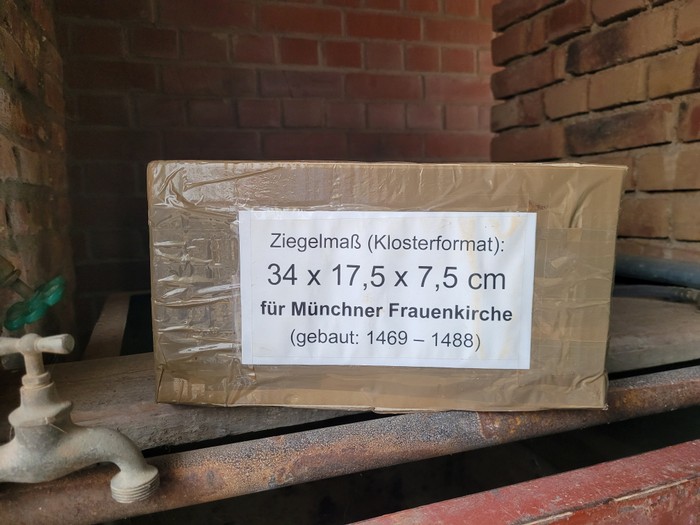 Ziegelmaß (Klosterformat):
34 x 17,5 x 7,5 cm
für Münchner Frauenkirche
(gebaut: 1469 – 1488)